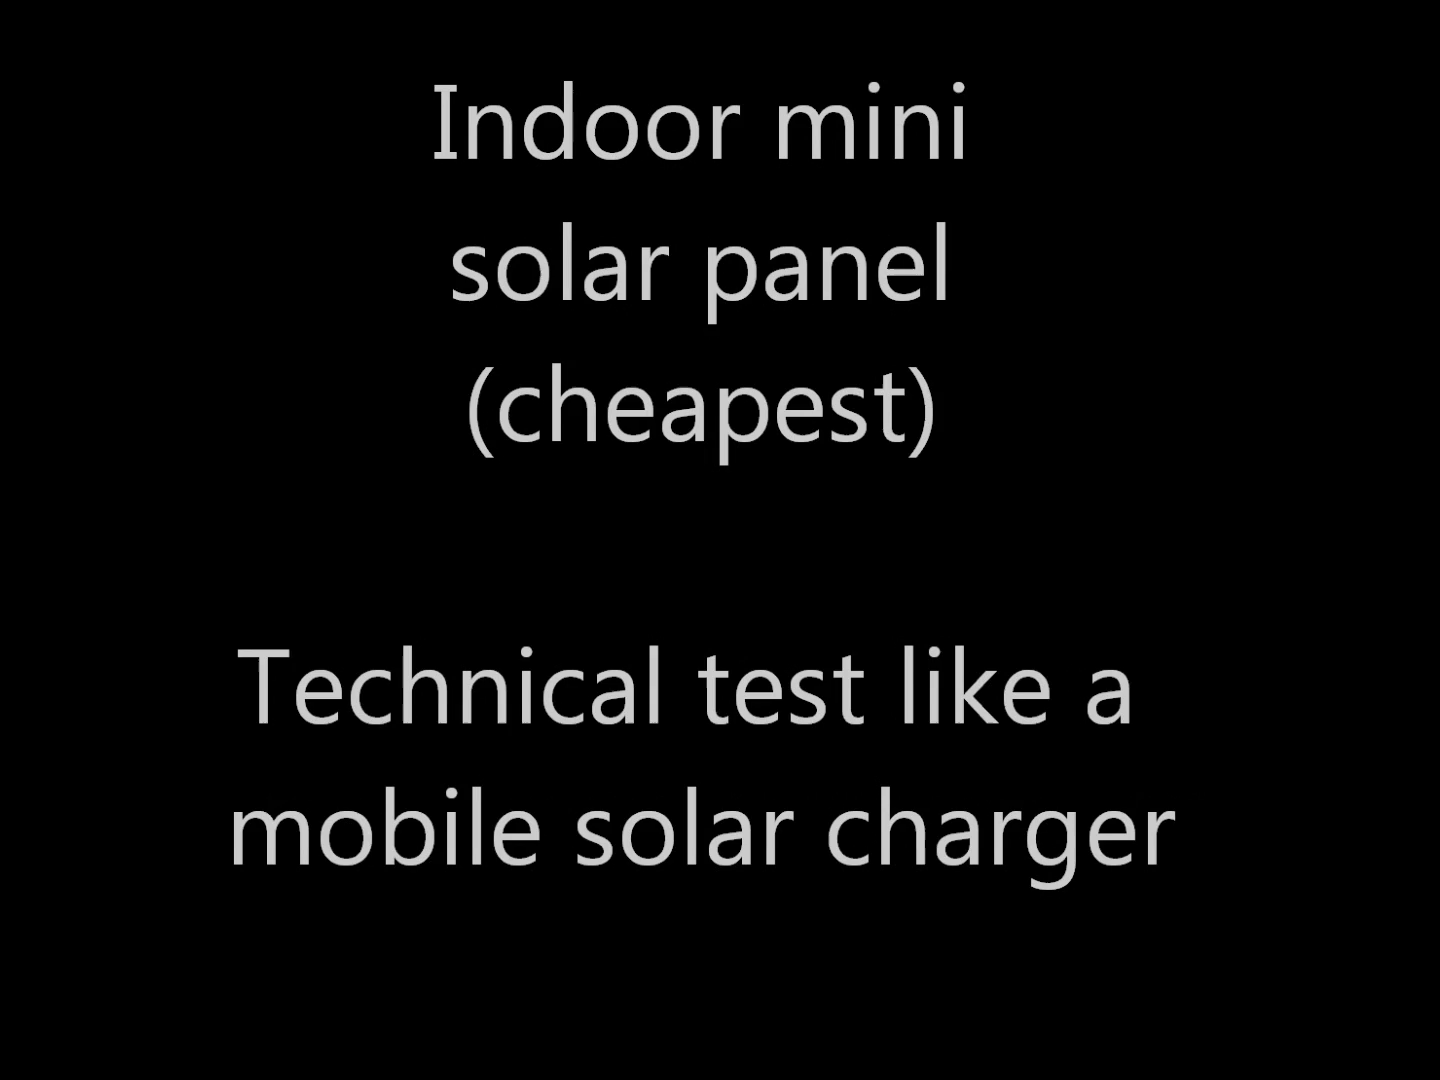 Indoor mini
solar panel
(cheapest)
Technical test like a
mobile solar charger